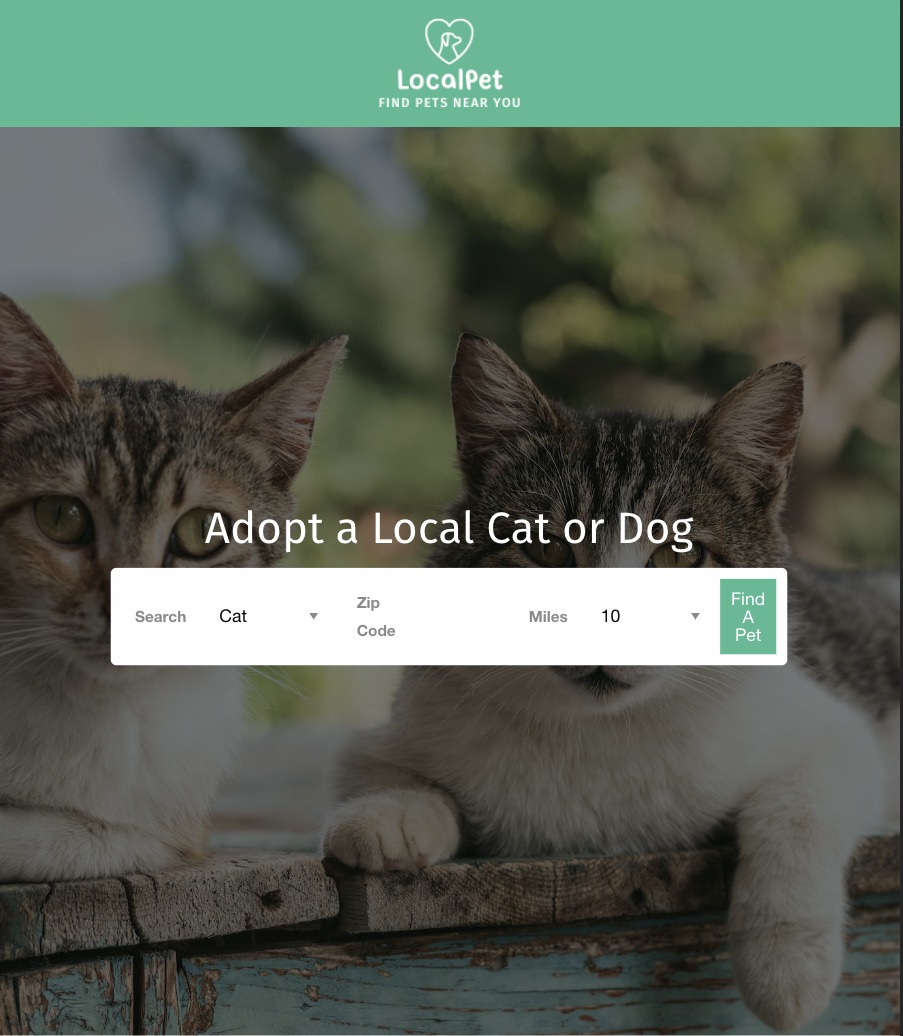 LocalPet
FIND PETS NEAR YOU
Adopt a Local Cat or Dog
Search
Cat
Zip
Code
Miles
10
Find
A
Pet